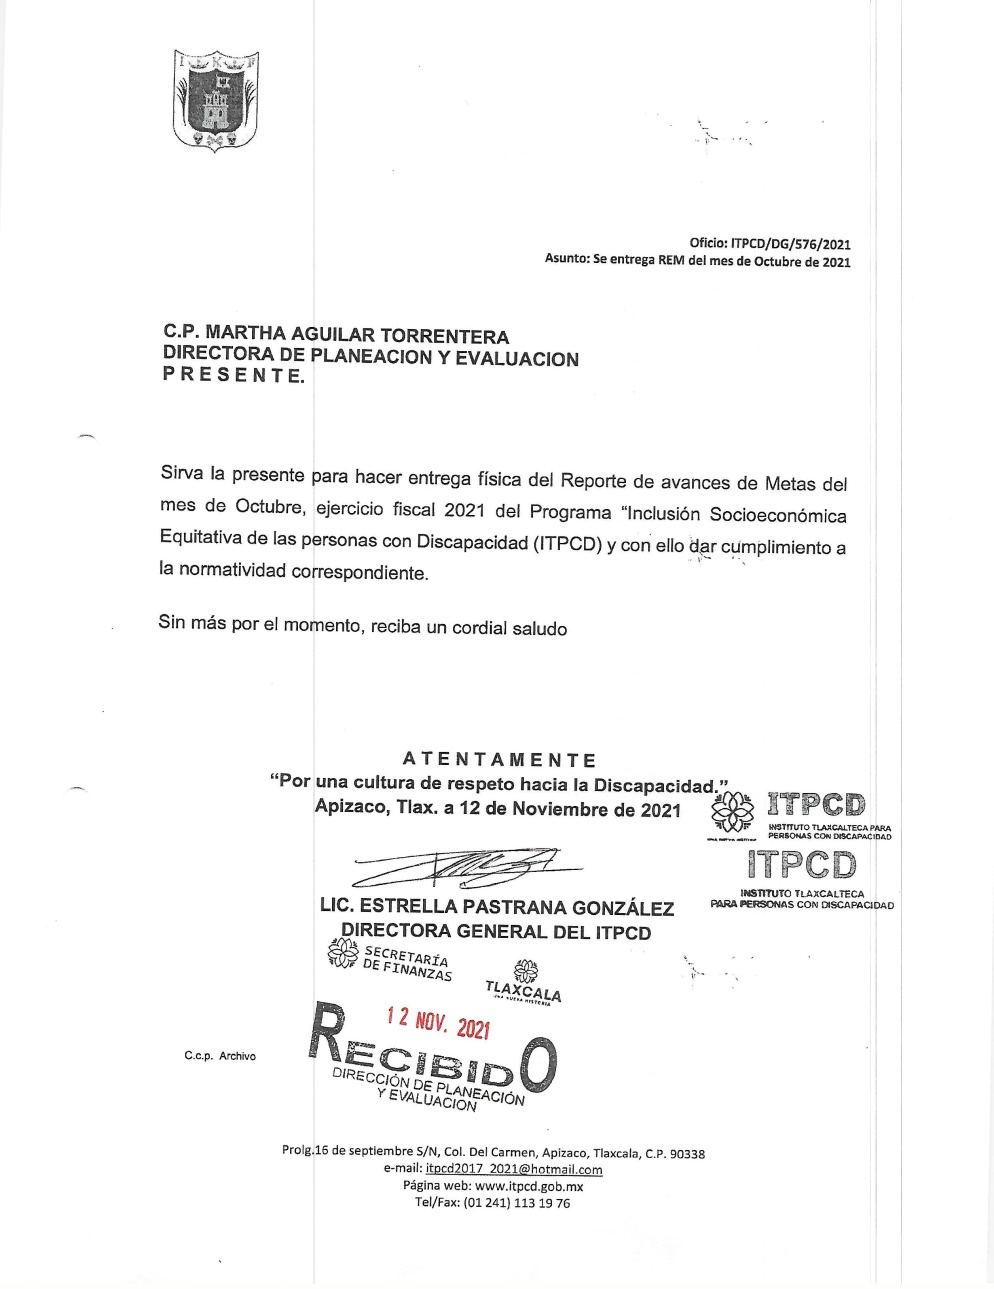 I K F
Oficio: ITPCD/DG/576/2021
Asunto: Se entrega REM del mes de Octubre de 2021
C.P. MARTHA AGUILAR TORRENTERA
DIRECTORA DE PLANEACION Y EVALUACION
P R E S E N T E.
Sirva la presente para hacer entrega física del Reporte de avances de Metas del
mes de Octubre, ejercicio fiscal 2021 del Programa “Inclusión Socioeconómica
Equitativa de las personas con Discapacidad (ITPCD) y con ello dar cumplimiento a
la normatividad correspondiente.
Sin más por el momento, reciba un cordial saludo
A T E N T A M E N T E
“Por una cultura de respeto hacia la Discapacidad.”
Apizaco, Tlax. a 12 de Noviembre de 2021
ITPCD
INSTITUTO TLAXCALTECA PARA
PERSONAS CON DISCAPACIDAD
ITPCD
INSTITUTO TLAXCALTECA
PARA PERSONAS CON DISCAPACIDAD
LIC. ESTRELLA PASTRANA GONZÁLEZ
DIRECTORA GENERAL DEL ITPCD
SECRETARÍA
DE FINANZAS
TLAXCALA
UNA NUEVA HISTORIA
12 NOV. 2021
RECIBIDO
DIRECCIÓN DE PLANEACIÓN
Y EVALUACION
C.c.p. Archivo
Prolg.16 de septiembre S/N, Col. Del Carmen, Apizaco, Tlaxcala, C.P. 90338
e-mail: itpcd2017_2021@hotmail.com
Página web: www.itpcd.gob.mx
Tel/Fax: (01 241) 113 19 76